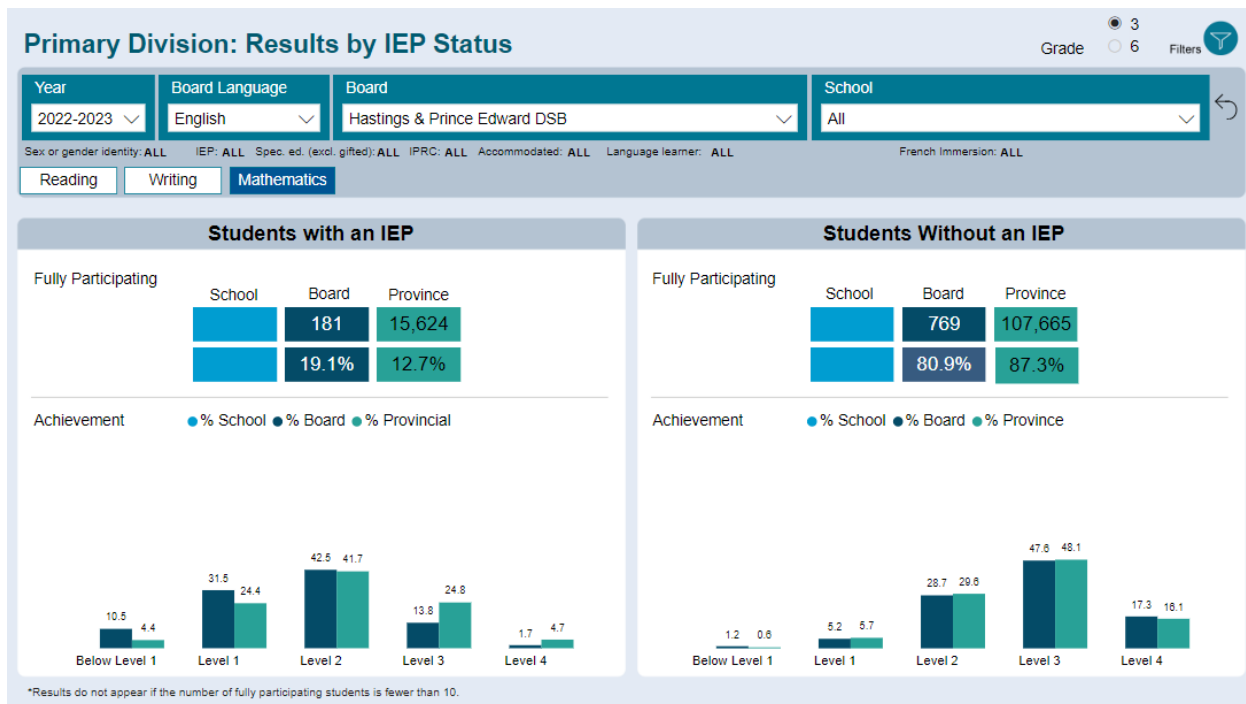 Primary Division: Results by IEP Status
Grade
3
6
Filters
Year
Board Language
Board
School
2022-2023
English
Hastings & Prince Edward DSB
All
Sex or gender identity: ALL IEP: ALL Spec. ed. (excl. gifted): ALL IPRC: ALL Accommodated: ALL Language learner: ALL French Immersion: ALL
Reading Writing Mathematics
Students with an IEP
Fully Participating
School Board Province
181 15,624
19.1% 12.7%
Achievement % School % Board % Provincial
10.5 4.4 31.5 24.4 42.5 41.7 13.8 24.8 1.7 4.7
Below Level 1 Level 1 Level 2 Level 3 Level 4
Students Without an IEP
Fully Participating
School Board Province
769 107,665
80.9% 87.3%
Achievement % School % Board % Province
1.2 0.6 5.2 5.7 28.7 29.6 47.6 48.1 17.3 16.1
Below Level 1 Level 1 Level 2 Level 3 Level 4
*Results do not appear if the number of fully participating students is fewer than 10.